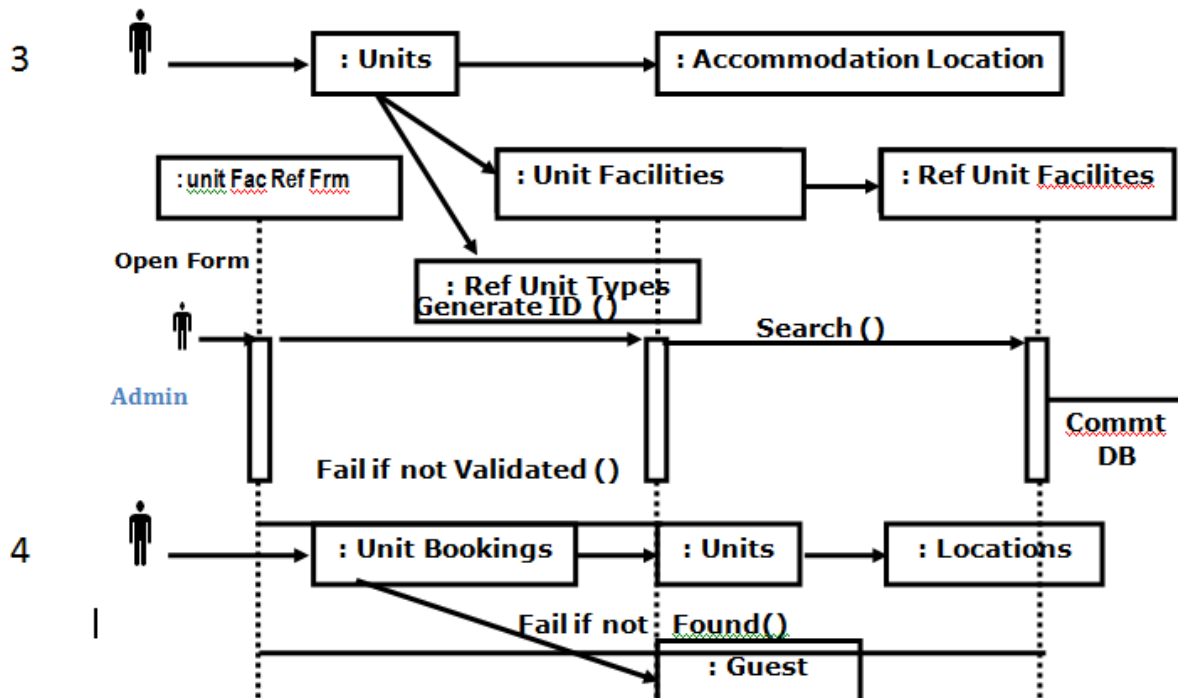 3
: Units
: Accommodation Location
: unit Fac Ref Frm
: Unit Facilities
: Ref Unit Facilites
Open Form
: Ref Unit Types
Generate ID ()
Search ()
Admin
Commt
DB
Fail if not Validated ()
4
: Unit Bookings
: Units
: Locations
Fail if not Found()
: Guest